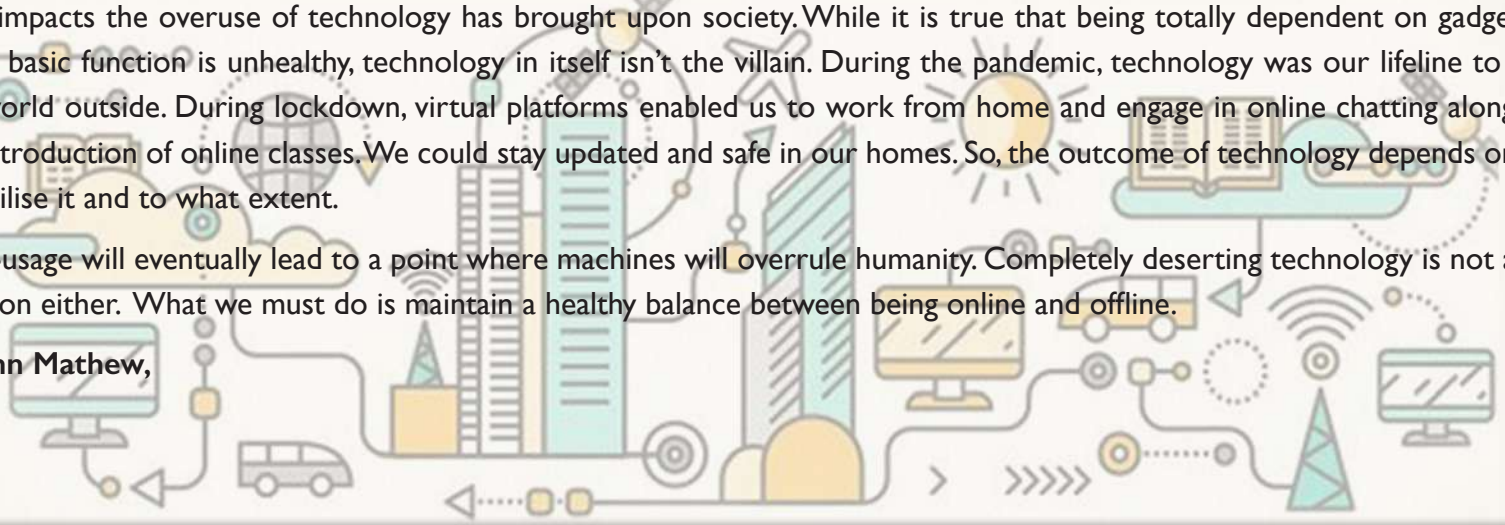 impacts the overuse of technology has brought upon society. While it is true that being totally dependent on gadge
basic function is unhealthy, technology in itself isn't the villain. During the pandemic, technology was our lifeline to
orld outside. During lockdown, virtual platforms enabled us to work from home and engage in online chatting along
troduction of online classes. We could stay updated and safe in our homes. So, the outcome of technology depends o
ilise it and to what extent.
usage will eventually lead to a point where machines will overrule humanity. Completely deserting technology is not a
on either. What we must do is maintain a healthy balance between being online and offline.
nn Mathew,